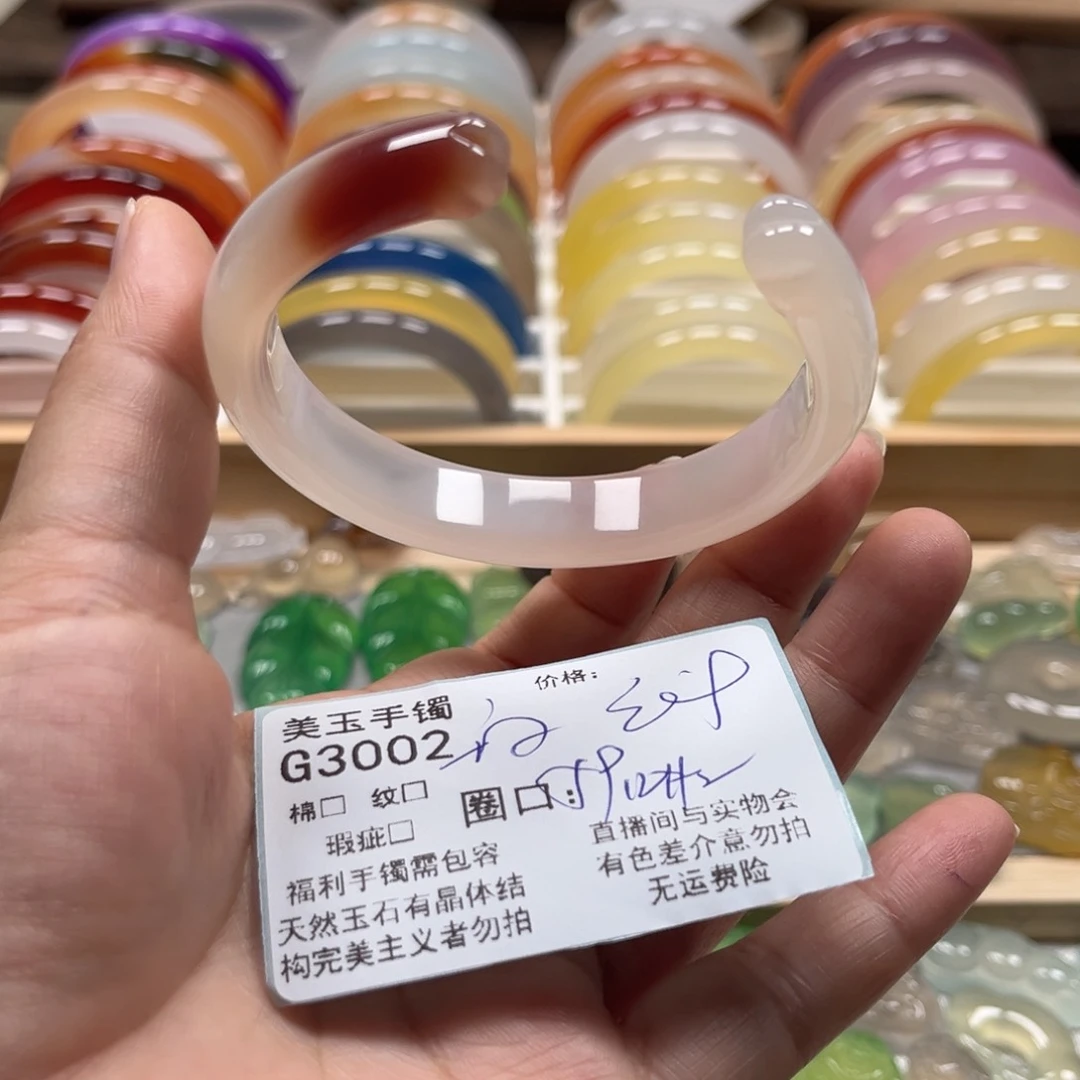 价格:
美玉手镯
G3002
棉□ 纹□
圈口:
瑕疵□
福利手镯需包容
天然玉石有晶体结
构完美主义者勿拍
直播间与实物会
有色差介意勿拍
无运费险